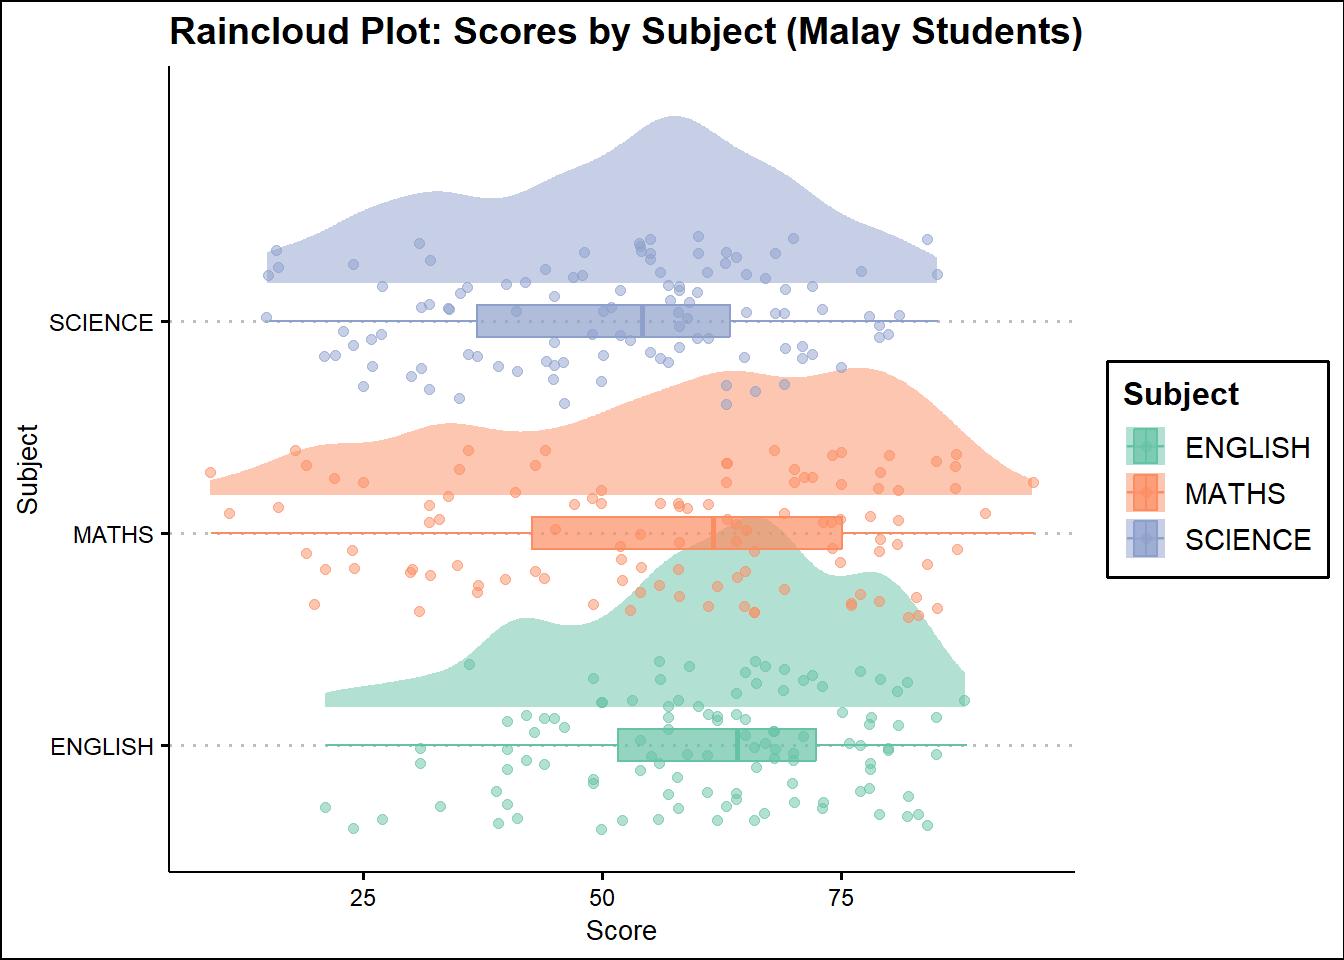 Raincloud Plot: Scores by Subject (Malay Students)
SCIENCE
MATHS
ENGLISH
Subject
25 50 75
Score
Subject
ENGLISH
MATHS
SCIENCE